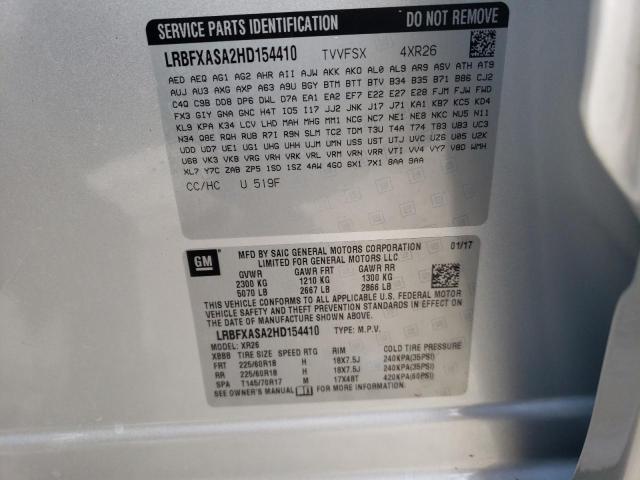 SERVICE PARTS IDENTIFICATION DO NOT REMOVE
LRBFXASA2HD154410 TVVFSX 4XR26
AED AEQ AG1 AG2 AHR AII AJW AKK AKO AL0 AL9 AR9 ASV ATH AT9
AUJ AU3 AXG AXP A63 A9U BGY BTM BTT BTV B34 B35 B71 B86 CJ2
C4Q C9B DD8 DP6 DWL D7A EA1 EA2 EF7 E22 E27 E28 FJM FJW FWD
FX3 GIY GNA GNC H4T IO5 I17 JJ2 JNK J17 J71 KA1 KB7 KC5 KD4
KL9 KPA K34 LCV LHD MAH MHG MM1 NCG NC7 NE1 NE8 NKC NU1 N5 N11
N34 Q8E RQH RUB R7I R9N SLM TC2 TDM T3U T4A T74 TB3 UB3 UC3
UDD UD7 UE1 UG1 UHG UHH UJM UMN USS UST UTJ UVC UZ6 U05 U2K
U68 VK3 VKB VRG VRH VRK VRL VRM VRN VRR VTI VV4 VY7 V8D WMH
XL7 Y7C ZAB ZP5 1SD 1SZ 4AW 4GO 6X1 7X1 8AA 9AA
CC/HC U 519F
GM MFD BY SAIC GENERAL MOTORS CORPORATION 01/17
LIMITED FOR GENERAL MOTORS LLC
GVWR GAWR FRT GAWR RR
2300 KG 1210 KG 1300 KG
5070 LB 2667 LB 2866 LB
THIS VEHICLE CONFORMS TO ALL APPLICABLE U.S. FEDERAL MOTOR
VEHICLE SAFETY AND THEFT PREVENTION STANDARDS IN EFFECT ON
THE DATE OF MANUFACTURE SHOWN ABOVE.
LRBFXASA2HD154410 TYPE: M.P.V.
MODEL: XR26
XBBB TIRE SIZE SPEED RTG RIM COLD TIRE PRESSURE
FRT 225/60R18 H 18X7.5J 240KPA(35PSI)
RR 225/60R18 H 18X7.5J 240KPA(35PSI)
SPA T145/70R17 M 17X4BT 420KPA(60PSI)
SEE OWNER'S MANUAL FOR MORE INFORMATION.